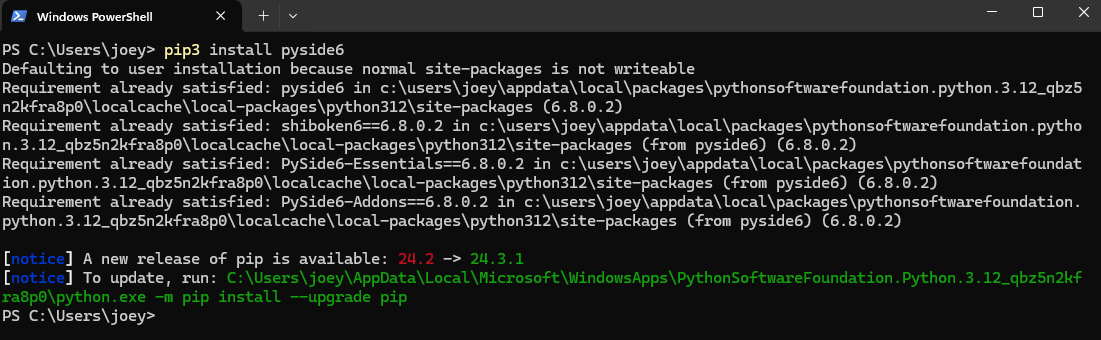 Windows PowerShell
PS C:\Users\joey> pip3 install pyside6
Defaulting to user installation because normal site-packages is not writeable
Requirement already satisfied: pyside6 in c:\users\joey\appdata\local\packages\pythonsoftwarefoundation.python.3.12_qbz5
n2kfra8p0\localcache\local-packages\python312\site-packages (6.8.0.2)
Requirement already satisfied: shiboken6==6.8.0.2 in c:\users\joey\appdata\local\packages\pythonsoftwarefoundation.pytho
n.3.12_qbz5n2kfra8p0\localcache\local-packages\python312\site-packages (from pyside6) (6.8.0.2)
Requirement already satisfied: PySide6-Essentials==6.8.0.2 in c:\users\joey\appdata\local\packages\pythonsoftwarefoundat
ion.python.3.12_qbz5n2kfra8p0\localcache\local-packages\python312\site-packages (from pyside6) (6.8.0.2)
Requirement already satisfied: PySide6-Addons==6.8.0.2 in c:\users\joey\appdata\local\packages\pythonsoftwarefoundation.
python.3.12_qbz5n2kfra8p0\localcache\local-packages\python312\site-packages (from pyside6) (6.8.0.2)
[notice] A new release of pip is available: 24.2 -> 24.3.1
[notice] To update, run: C:\Users\joey\AppData\Local\Microsoft\WindowsApps\PythonSoftwareFoundation.Python.3.12_qbz5n2kf
ra8p0\python.exe -m pip install --upgrade pip
PS C:\Users\joey>